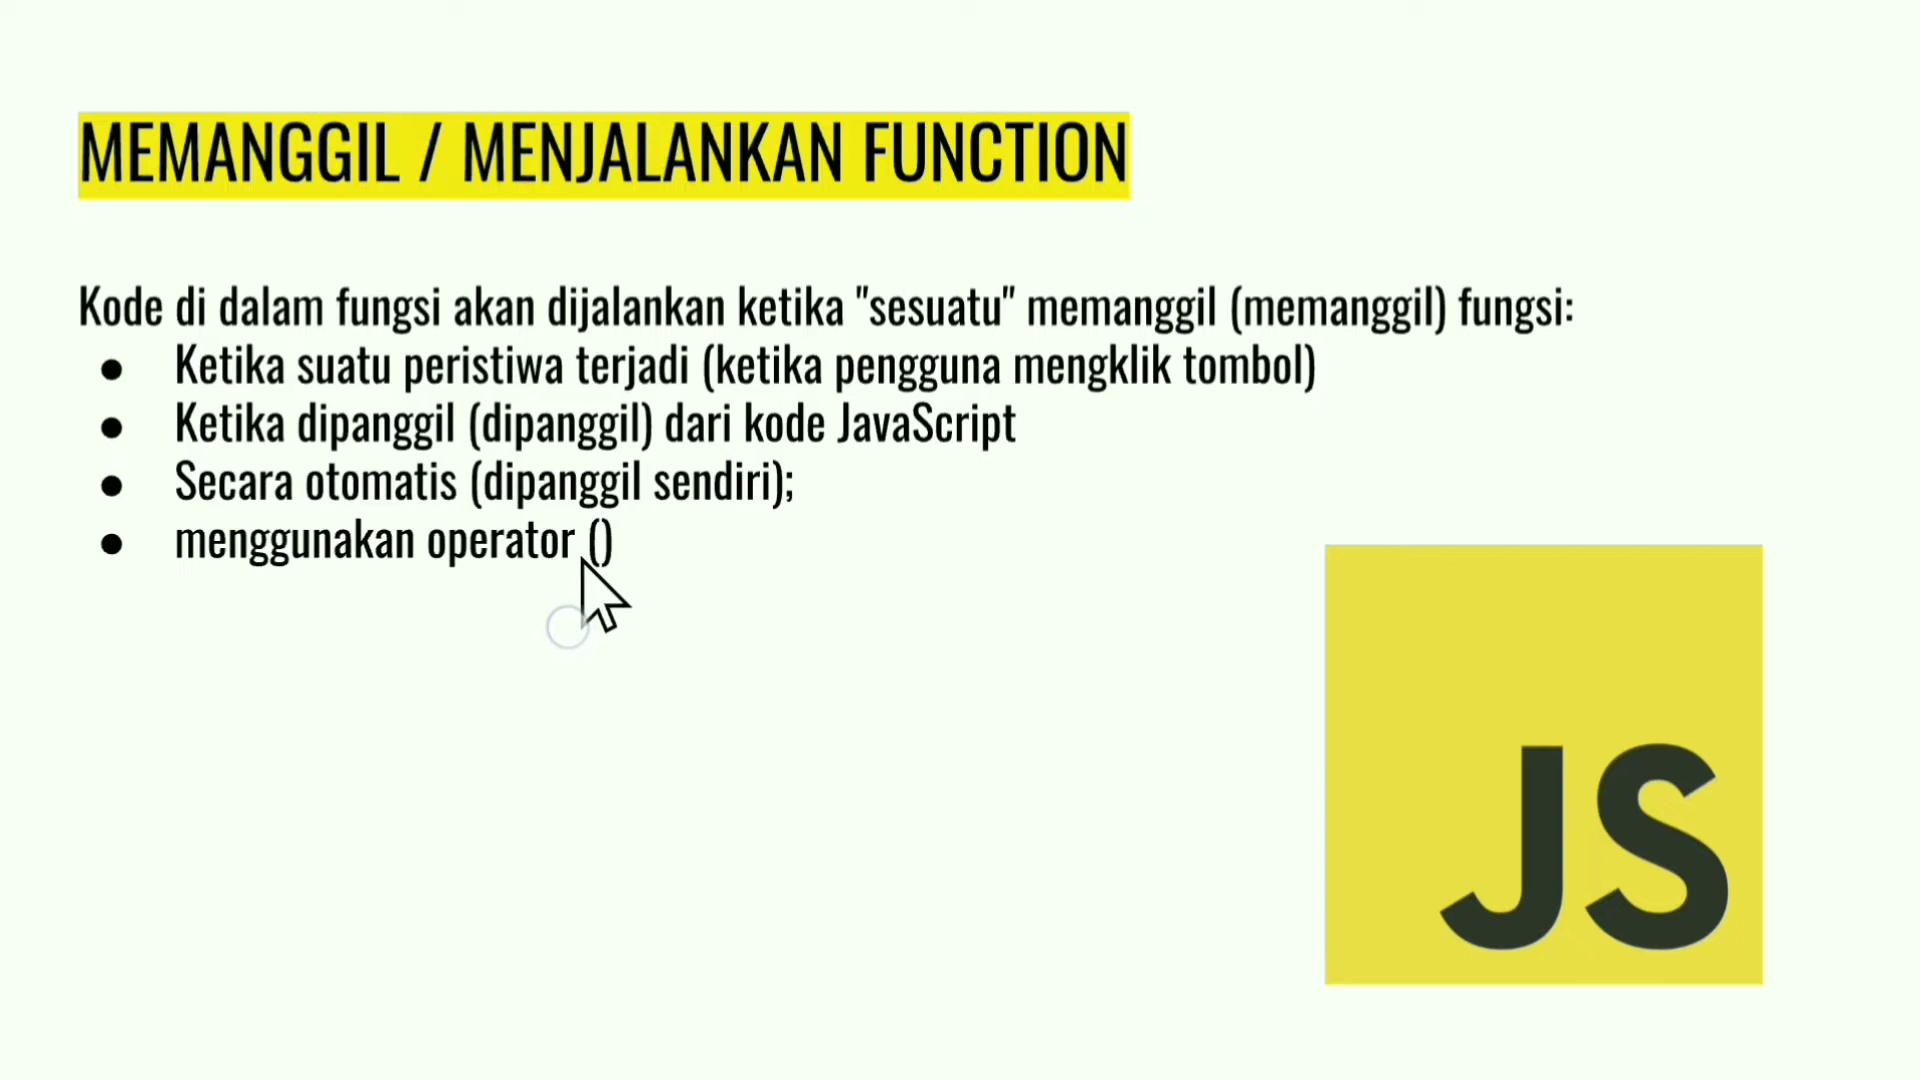 MEMANGGIL / MENJALANKAN FUNCTION
Kode di dalam fungsi akan dijalankan ketika "sesuatu" memanggil (memanggil) fungsi:
● Ketika suatu peristiwa terjadi (ketika pengguna mengklik tombol)
● Ketika dipanggil (dipanggil) dari kode JavaScript
● Secara otomatis (dipanggil sendiri);
● menggunakan operator ()
JS